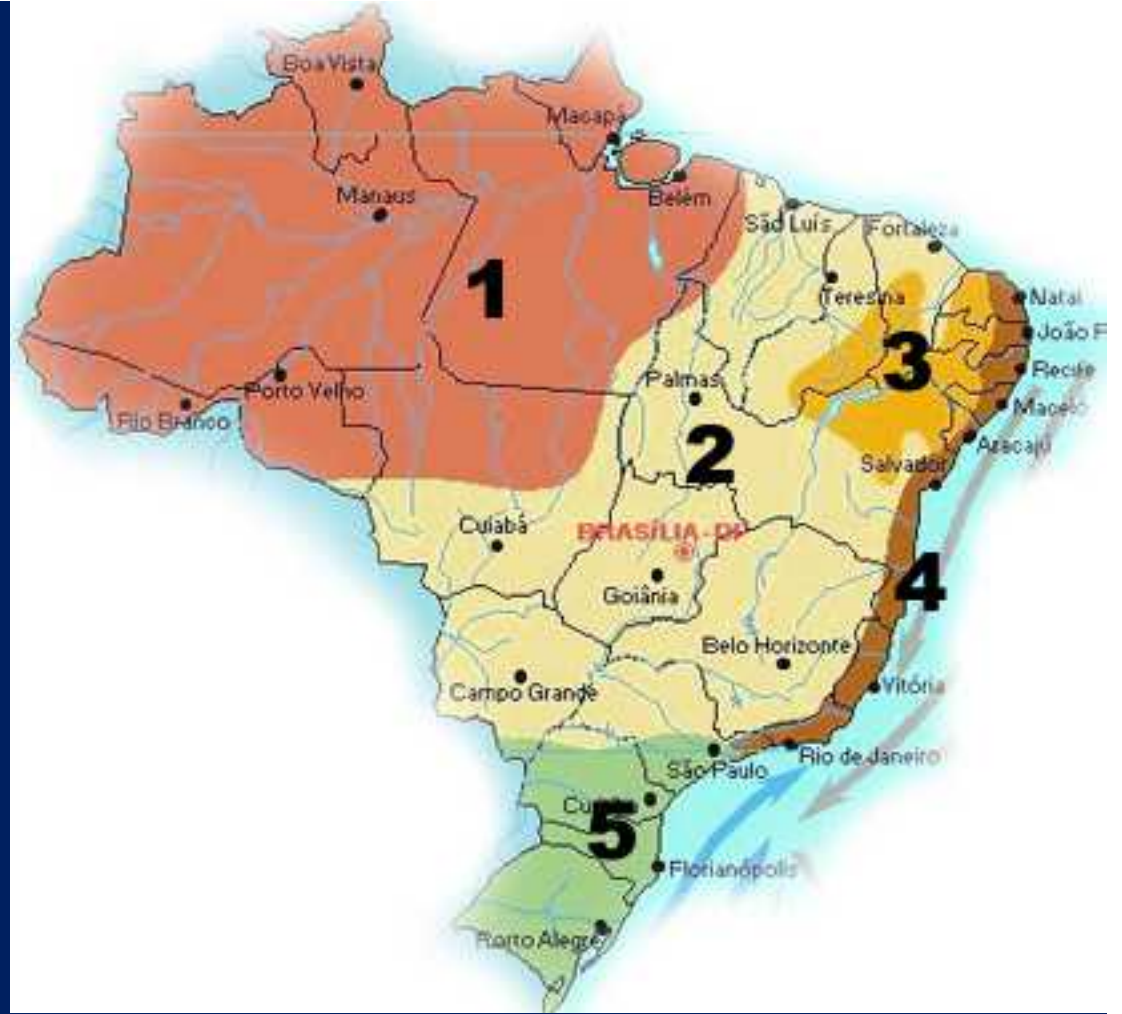 Boa Vista
Macapá
Manaus
Belém
São Luís
Fortaleza
1
Teresina
Natal
3
João P
Porto Velho
Palmas
Recife
Rio Branco
Maceió
2
Aracajú
Salvador
Cuiabá
BRASÍLIA-DF
4
Goiânia
Belo Horizonte
Campo Grande
Vitória
São Paulo
Rio de Janeiro
5
Florianópolis
Porto Alegre